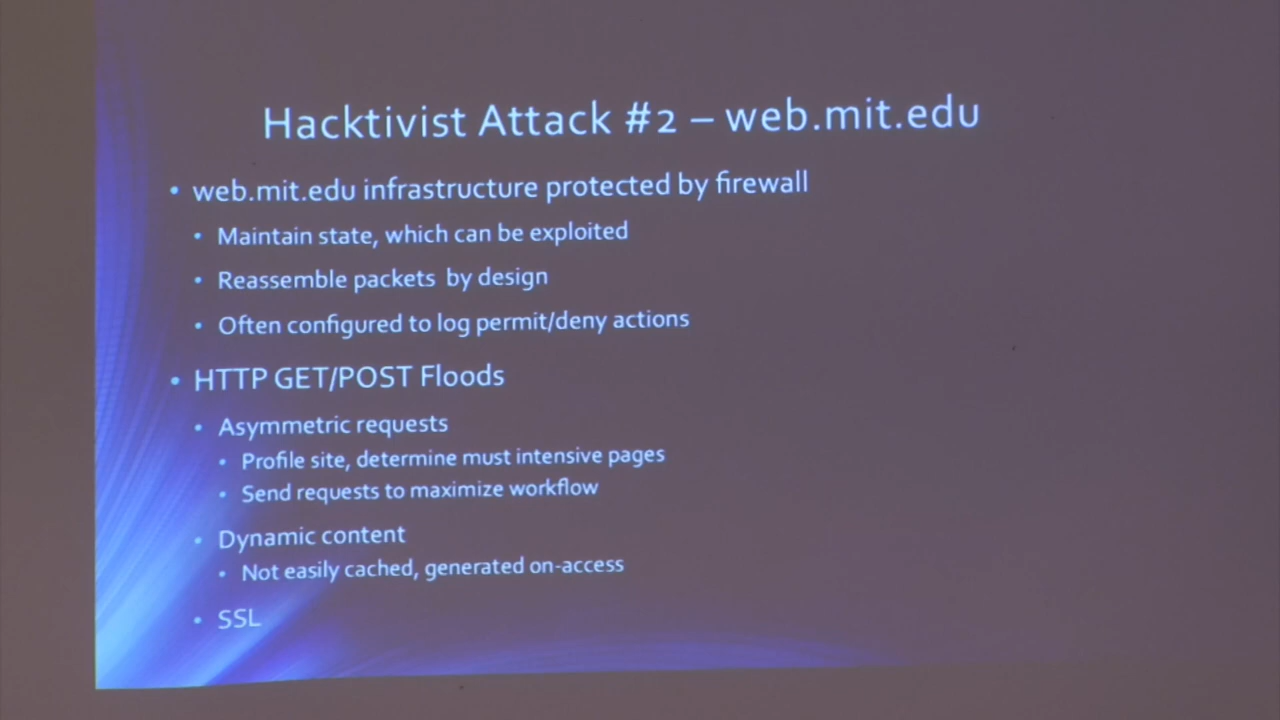 Hacktivist Attack #2 – web.mit.edu
• web.mit.edu infrastructure protected by firewall
• Maintain state, which can be exploited
• Reassemble packets by design
• Often configured to log permit/deny actions
• HTTP GET/POST Floods
• Asymmetric requests
• Profile site, determine must intensive pages
• Send requests to maximize workflow
• Dynamic content
• Not easily cached, generated on-access
• SSL